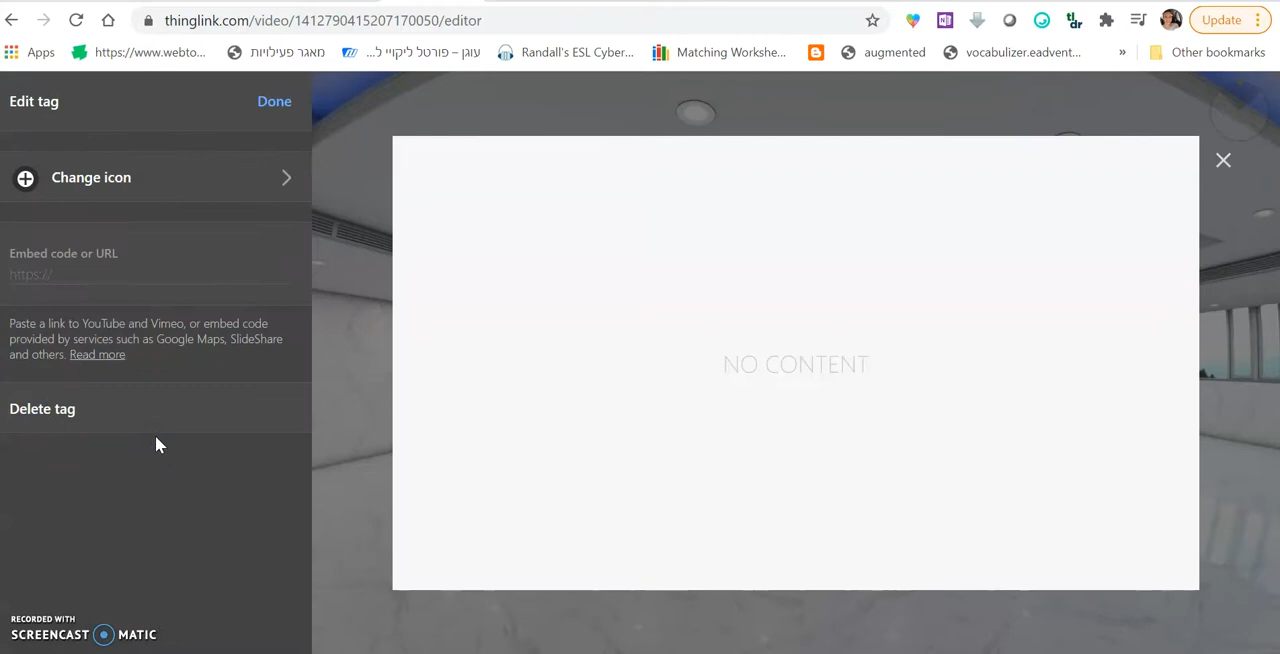 thinglink.com/video/1412790415207170050/editor
Update
Apps
https://www.webto...
מאגר פעילויות
עוגן – פורטל ליקויי ל...
Randall's ESL Cyber...
Matching Workshe...
augmented
vocabulizer.eadvent...
»
Other bookmarks
Edit tag
Done
Change icon
Embed code or URL
https://
Paste a link to YouTube and Vimeo, or embed code
provided by services such as Google Maps, SlideShare
and others. Read more
Delete tag
NO CONTENT
RECORDED WITH
SCREENCAST MATIC
tl;dr